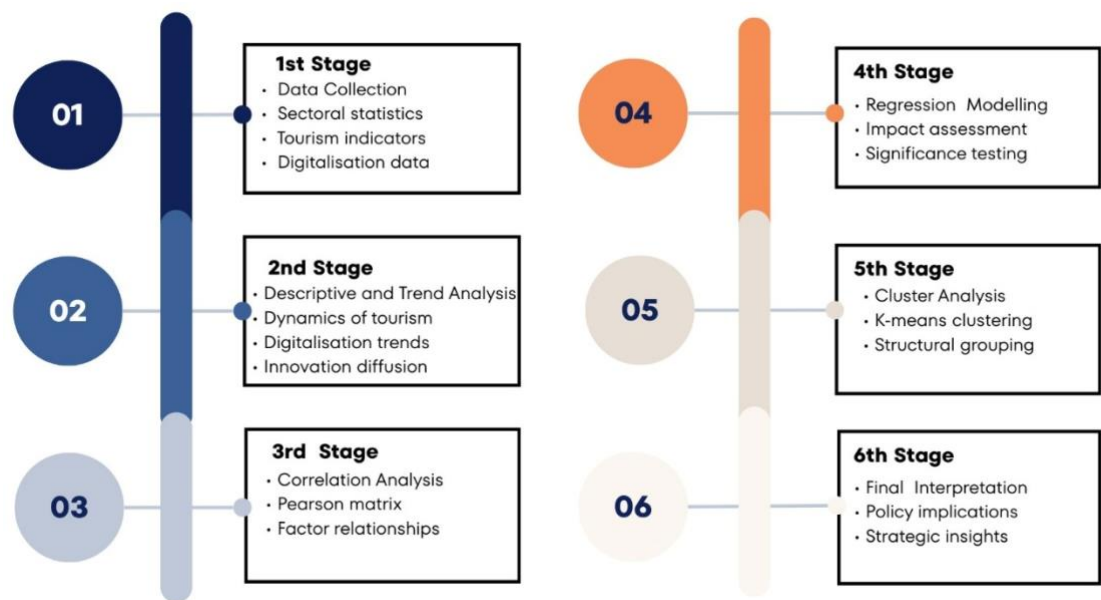 01
1st Stage
• Data Collection
• Sectoral statistics
• Tourism indicators
• Digitalisation data
02
2nd Stage
• Descriptive and Trend Analysis
• Dynamics of tourism
• Digitalisation trends
• Innovation diffusion
03
3rd Stage
• Correlation Analysis
• Pearson matrix
• Factor relationships
04
4th Stage
• Regression Modelling
• Impact assessment
• Significance testing
05
5th Stage
• Cluster Analysis
• K-means clustering
• Structural grouping
06
6th Stage
• Final Interpretation
• Policy implications
• Strategic insights